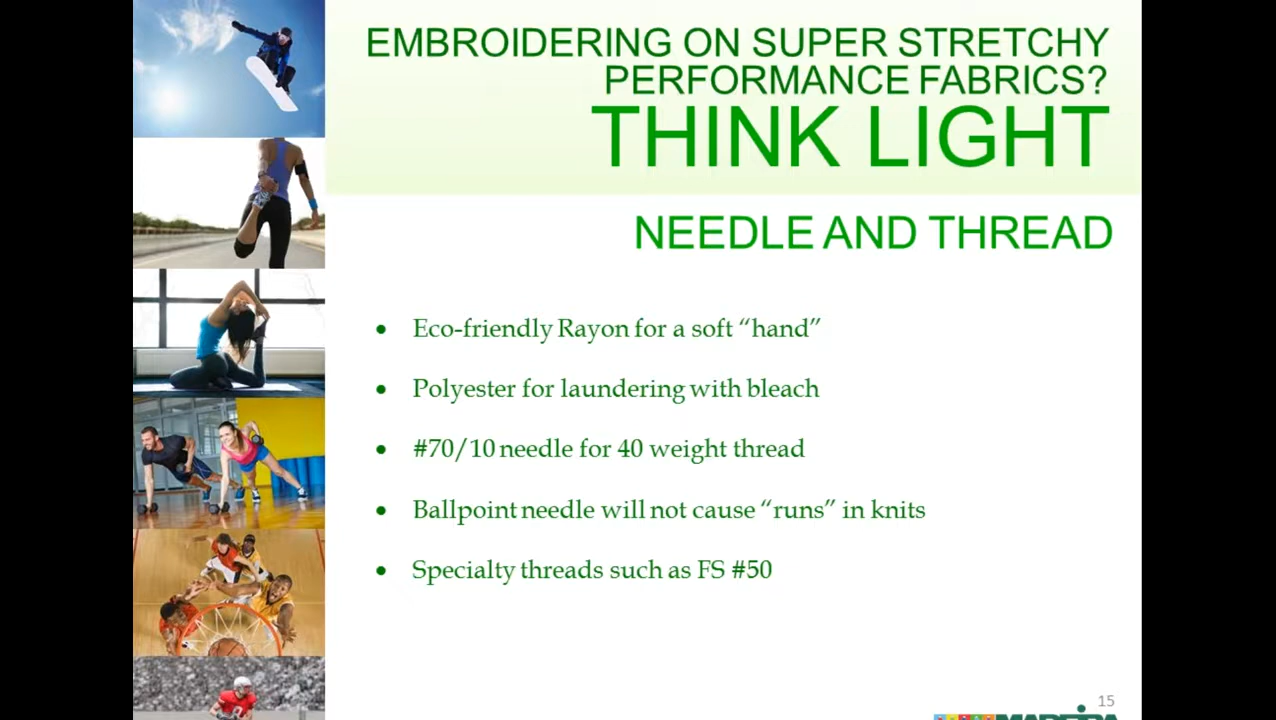 EMBROIDERING ON SUPER STRETCHY
PERFORMANCE FABRICS?
THINK LIGHT
NEEDLE AND THREAD
• Eco-friendly Rayon for a soft “hand”
• Polyester for laundering with bleach
• #70/10 needle for 40 weight thread
• Ballpoint needle will not cause “runs” in knits
• Specialty threads such as FS #50
15
MADEIRA